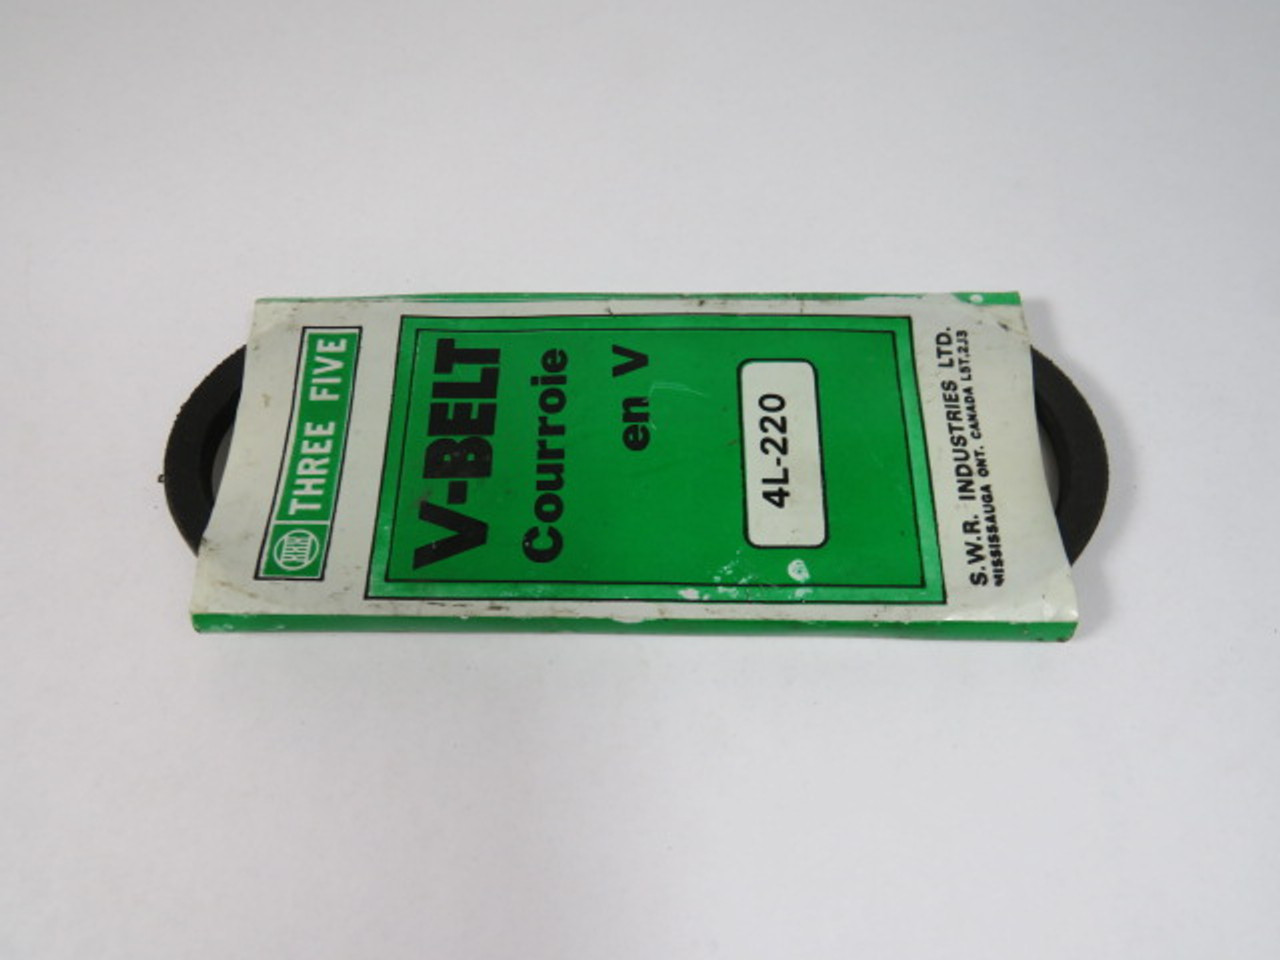 THREE FIVE
V-BELT
Courroie
en V
4L-220
S.W.R. INDUSTRIES LTD.
MISSISSAUGA ONT. CANADA L5T.2J3